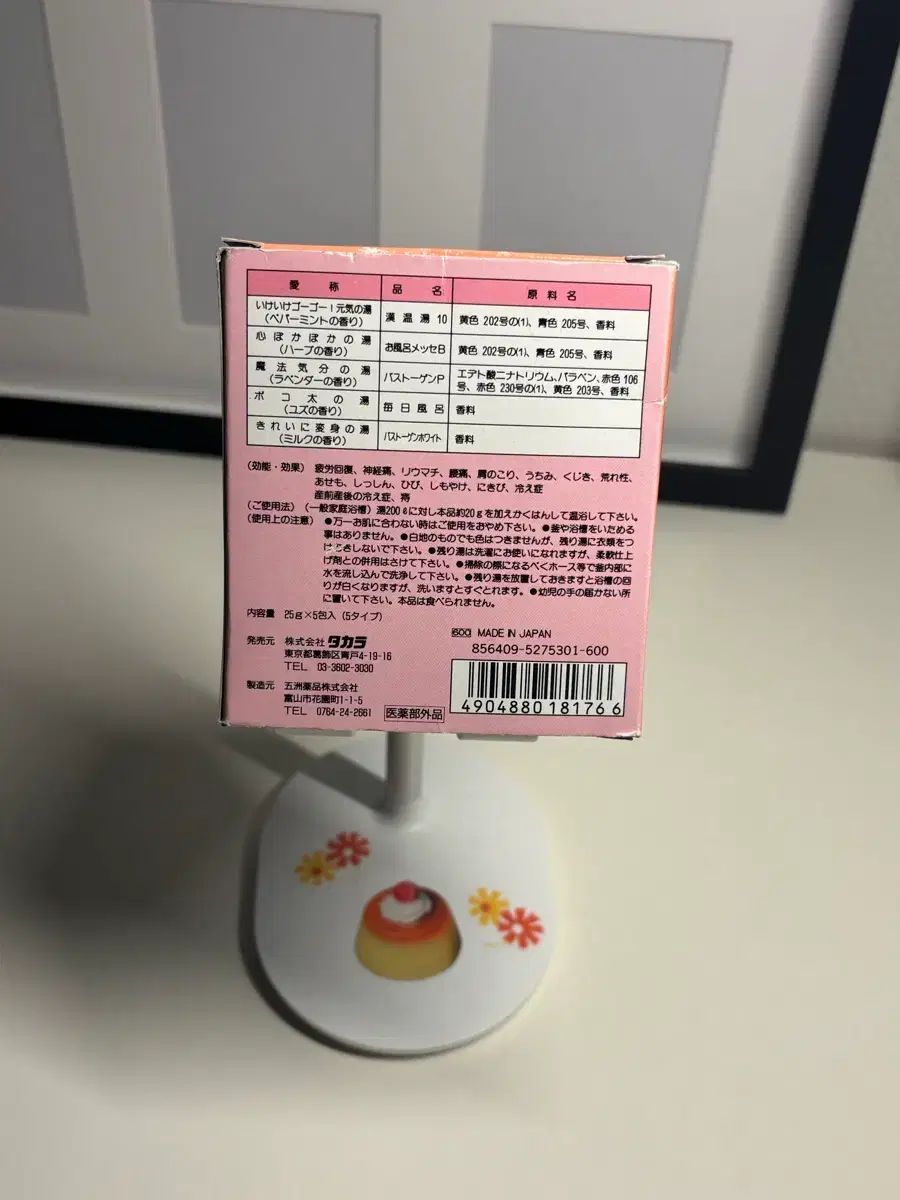 愛称 品名 原料名
いけいけゴーゴー！元気の湯 漢温湯10 黄色202号の(1)、青色205号、香料
(ペパーミントの香り)
心ぽかぽかの湯 お風呂メッセB 黄色202号の(1)、青色205号、香料
(ハーブの香り)
魔法気分の湯 バストーゲンP エデト酸ニナトリウム、パラベン、赤色106
(ラベンダーの香り) 号、赤色230号の(1)、黄色203号、香料
ポコ太の湯 毎日風呂 香料
(ユズの香り)
きれいに変身の湯 バストーゲンホワイト 香料
(ミルクの香り)
(効能・効果) 疲労回復、神経痛、リウマチ、腰痛、肩のこり、うちみ、くじき、荒れ性、
あせも、しっしん、ひび、しもやけ、にきび、冷え症
産前産後の冷え症、痔
(ご使用法) (一般家庭浴槽) 湯200ℓに対し本品約20gを加えかくはんして温浴して下さい。
(使用上の注意) ●万一お肌に合わない時はご使用をおやめ下さい。●釜や浴槽をいためる
事はありません。●白地のものでも色はつきませんが、残り湯に衣類をつ
けおきしないで下さい。●残り湯は洗濯にお使いになれますが、柔軟仕上
げ剤との併用はさけて下さい。●掃除の際になるべくホース等で釜内部に
水を流し込んで洗浄して下さい。●残り湯を放置しておきますと浴槽の回
りが白くなりますが、洗いますとすぐとれます。●幼児の手の届かない所
に置いて下さい。本品は食べられません。
内容量 25g×5包入 (5タイプ)
発売元 株式会社タカラ
東京都葛飾区青戸4-19-16
TEL 03-3602-3030
製造元 五洲薬品株式会社
富山市花園町1-1-5
TEL 0764-24-2661
医薬部外品
600 MADE IN JAPAN
856409-5275301-600
4904880181766